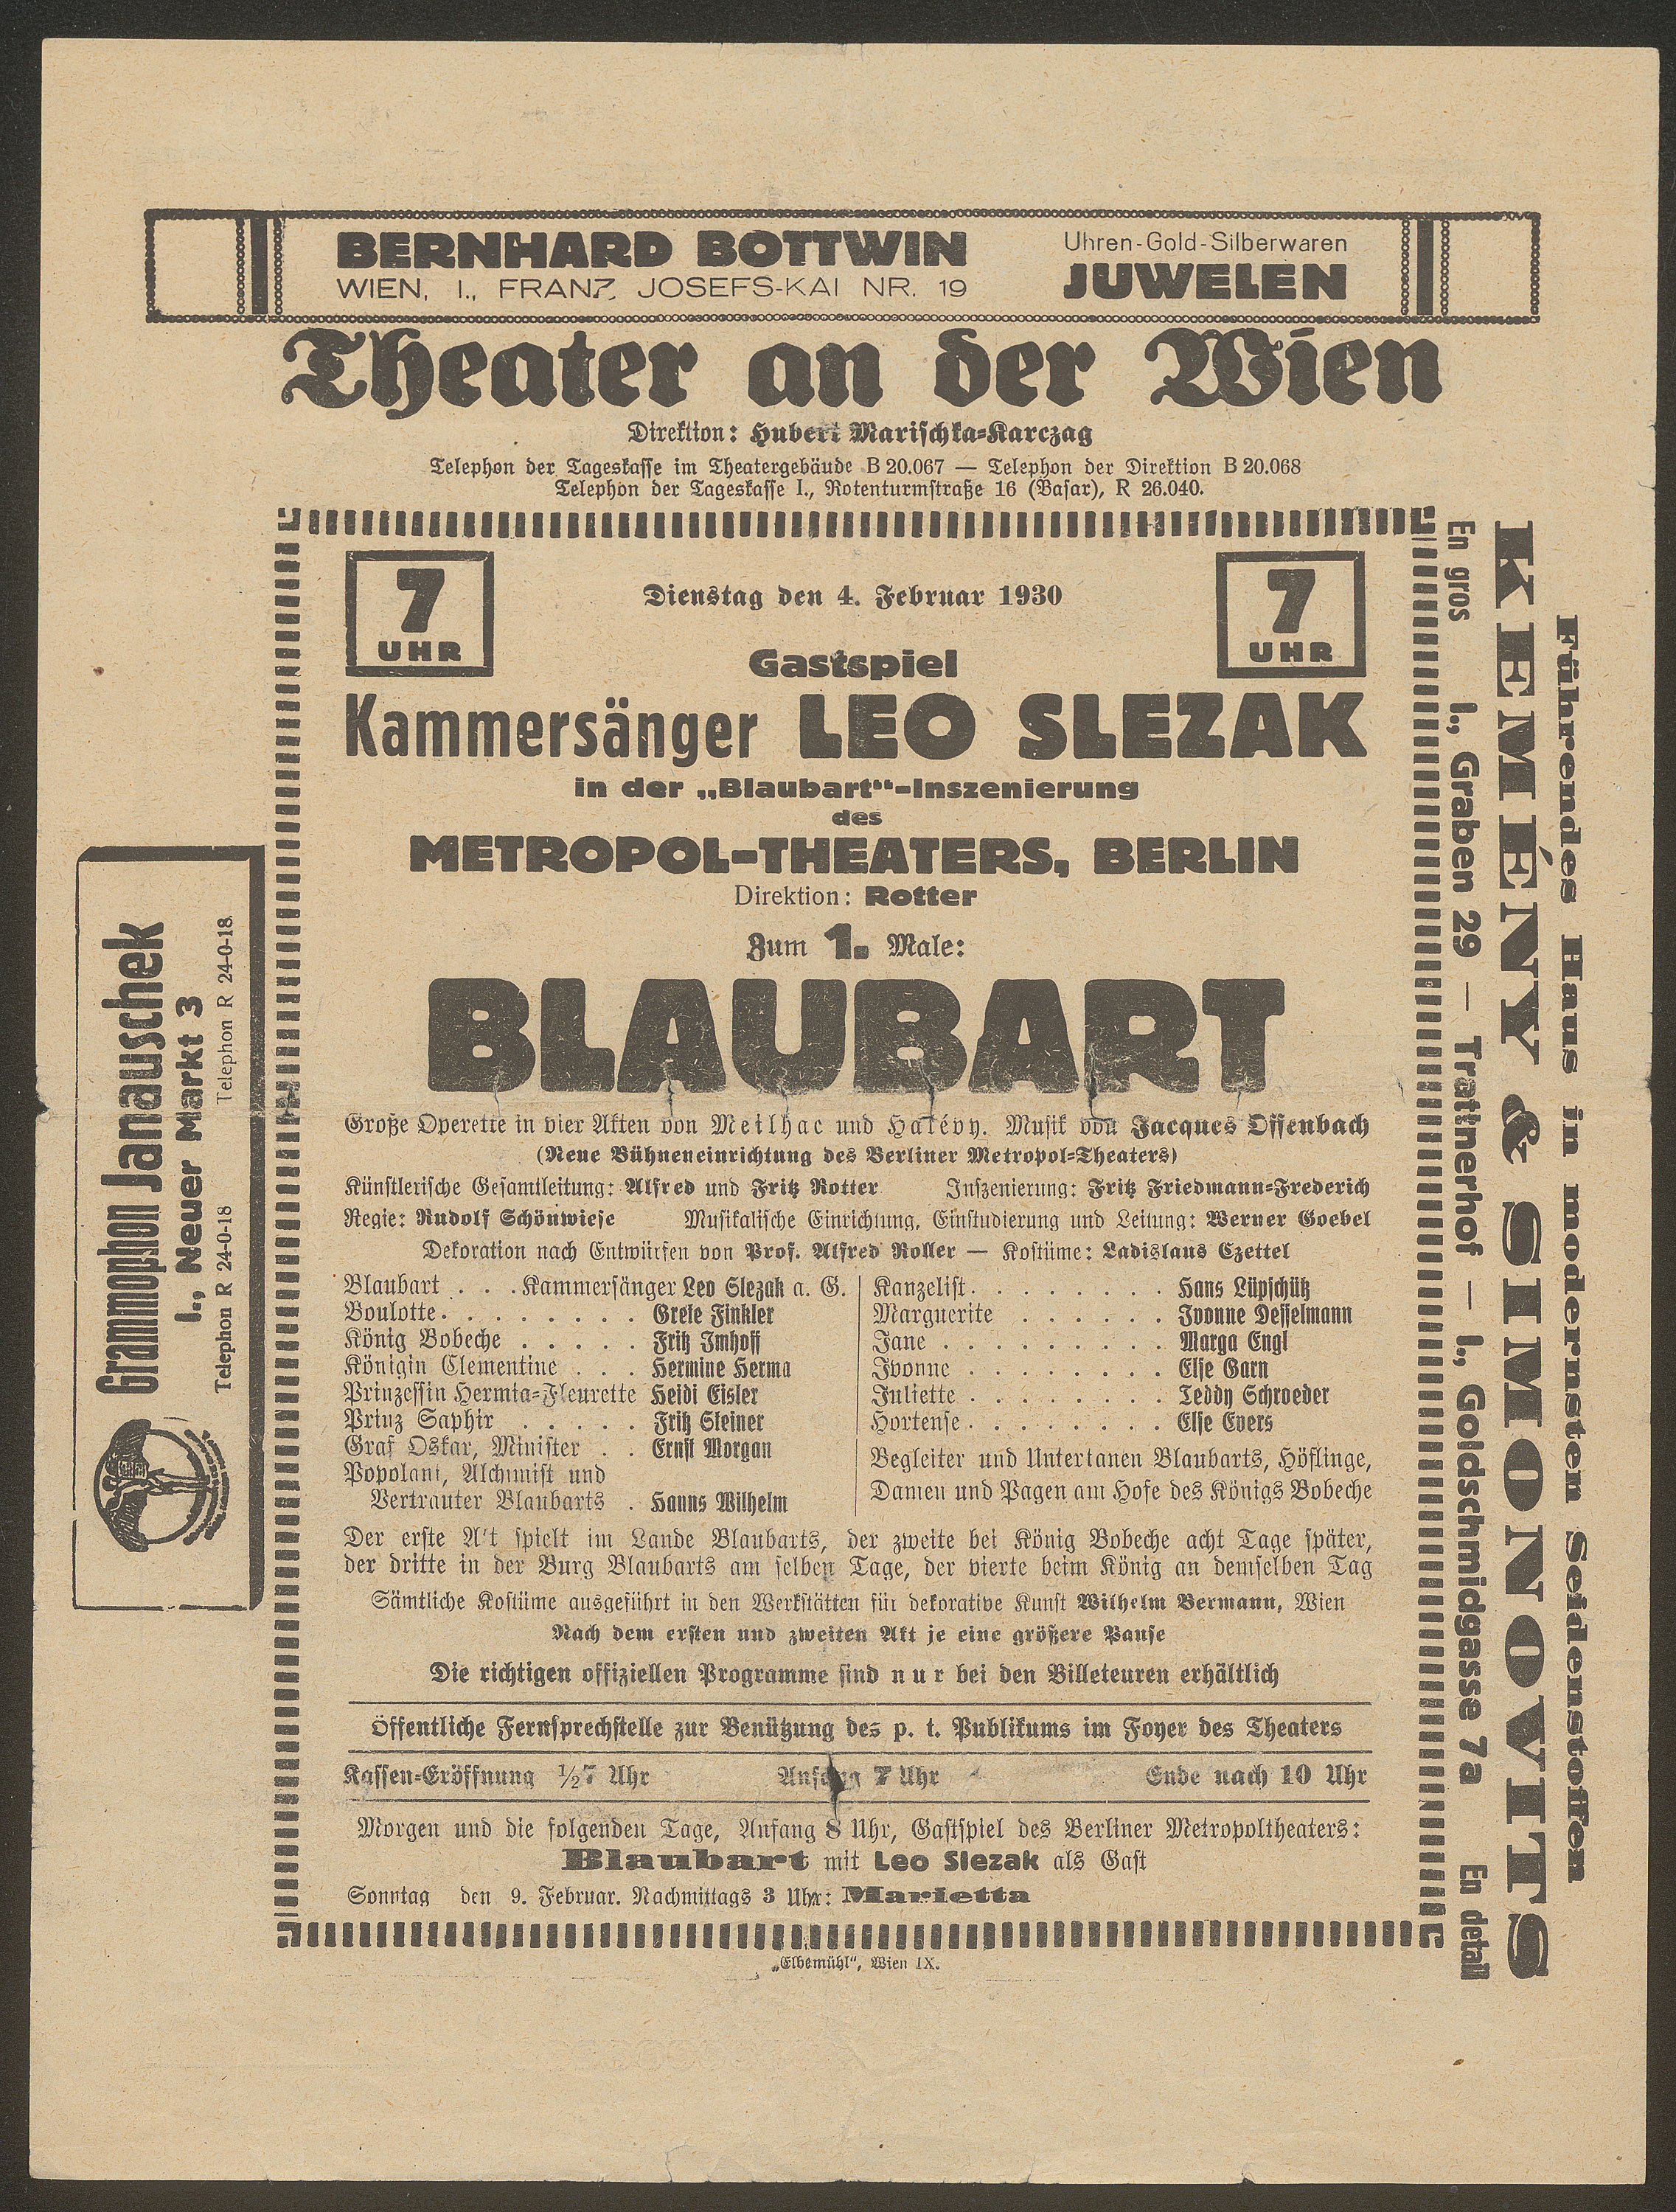 BERNHARD BOTTWIN
WIEN, I., FRANZ JOSEFS-KAI NR. 19
Uhren-Gold-Silberwaren
JUWELEN
Theater an der Wien
Direktion: Hubert Marischka-Karczag
Telephon der Tageskasse im Theatergebäude B 20.067 — Telephon der Direktion B 20.068
Telephon der Tageskasse I., Rotenturmstraße 16 (Basar), R 26.040.
7 UHR
Dienstag den 4. Februar 1930
7 UHR
Gastspiel
Kammersänger LEO SLEZAK
in der „Blaubart“-Inszenierung
des
METROPOL-THEATERS, BERLIN
Direktion: Rotter
Zum 1. Male:
BLAUBART
Große Operette in vier Akten von Meilhac und Halévy. Musik von Jacques Offenbach
(Neue Bühneneinrichtung des Berliner Metropol-Theaters)
Künstlerische Gesamtleitung: Alfred und Fritz Rotter Inszenierung: Fritz Friedmann-Frederich
Regie: Rudolf Schönwiese Musikalische Einrichtung, Einstudierung und Leitung: Werner Goebel
Dekoration nach Entwürfen von Prof. Alfred Roller — Kostüme: Ladislaus Czettel
Blaubart . . . Kammersänger Leo Slezak a. G.
Boulotte . . . . . . . . Grete Finkler
König Bobeche . . . . . Fritz Imhoff
Königin Clementine . . . Hermine Herma
Prinzessin Hermia-Fleurette Heidi Eisler
Prinz Saphir . . . . . Fritz Steiner
Graf Oskar, Minister . . Ernst Morgan
Popolani, Alchimist und
Vertrauter Blaubarts . Hanns Wilhelm
Kanzelist . . . . . . . . Hans Lüpschütz
Marguerite . . . . . . Yvonne Desselmann
Jane . . . . . . . . . Marga Engl
Yvonne . . . . . . . . Else Garn
Juliette . . . . . . . . Teddy Schroeder
Hortense . . . . . . . . Else Evers
Begleiter und Untertanen Blaubarts, Höflinge,
Damen und Pagen am Hofe des Königs Bobeche
Der erste A't spielt im Lande Blaubarts, der zweite bei König Bobeche acht Tage später,
der dritte in der Burg Blaubarts am selben Tage, der vierte beim König an demselben Tag
Sämtliche Kostüme ausgeführt in den Werkstätten für dekorative Kunst Wilhelm Bermann, Wien
Nach dem ersten und zweiten Akt je eine größere Pause
Die richtigen offiziellen Programme sind nur bei den Billeteuren erhältlich
Öffentliche Fernsprechstelle zur Benützung des p. t. Publikums im Foyer des Theaters
Kassen-Eröffnung ½7 Uhr Anfang 7 Uhr Ende nach 10 Uhr
Morgen und die folgenden Tage, Anfang 8 Uhr, Gastspiel des Berliner Metropoltheaters:
Blaubart mit Leo Slezak als Gast
Sonntag den 9. Februar. Nachmittags 3 Uhr: Marietta
„Elbemühl“, Wien IX.
Grammophon Janauschek
I., Neuer Markt 3
Telephon R 24-0-18 Telephon R 24-0-18.
Führendes Haus in modernsten Seidenstoffen
KEMÉNY & SIMONOVITS
En gros I., Graben 29 — Trattnerhof — I., Goldschmidgasse 7a En detail